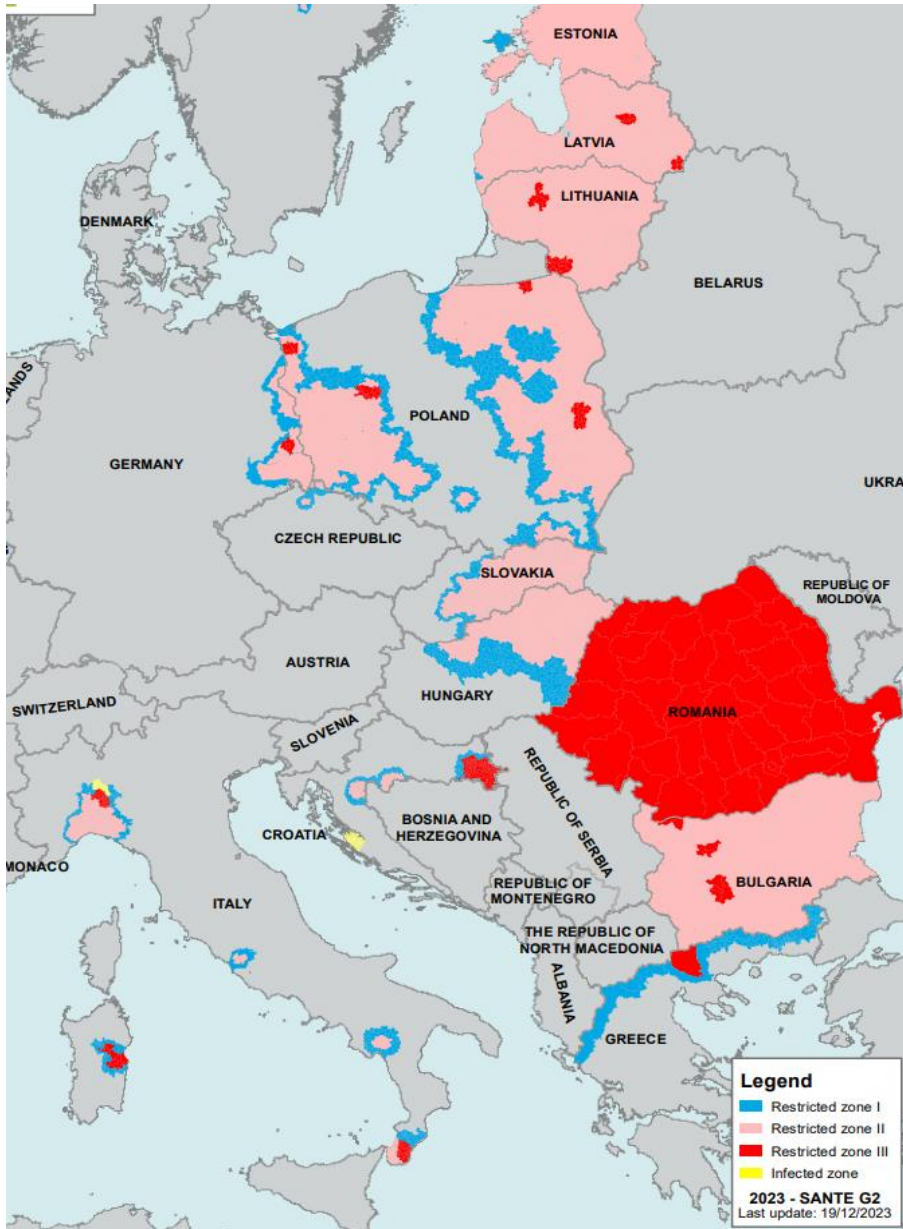 ESTONIA
LATVIA
LITHUANIA
DENMARK
BELARUS
LANDS
POLAND
GERMANY
UKRA
CZECH REPUBLIC
SLOVAKIA
REPUBLIC OF
MOLDOVA
AUSTRIA
HUNGARY
SWITZERLAND
SLOVENIA
ROMANIA
REPUBLIC OF SERBIA
BOSNIA AND
HERZEGOVINA
CROATIA
MONACO
BULGARIA
REPUBLIC OF
MONTENEGRO
ITALY
THE REPUBLIC OF
NORTH MACEDONIA
ALBANIA
GREECE
Legend
Restricted zone I
Restricted zone II
Restricted zone III
Infected zone
2023 - SANTE G2
Last update: 19/12/2023